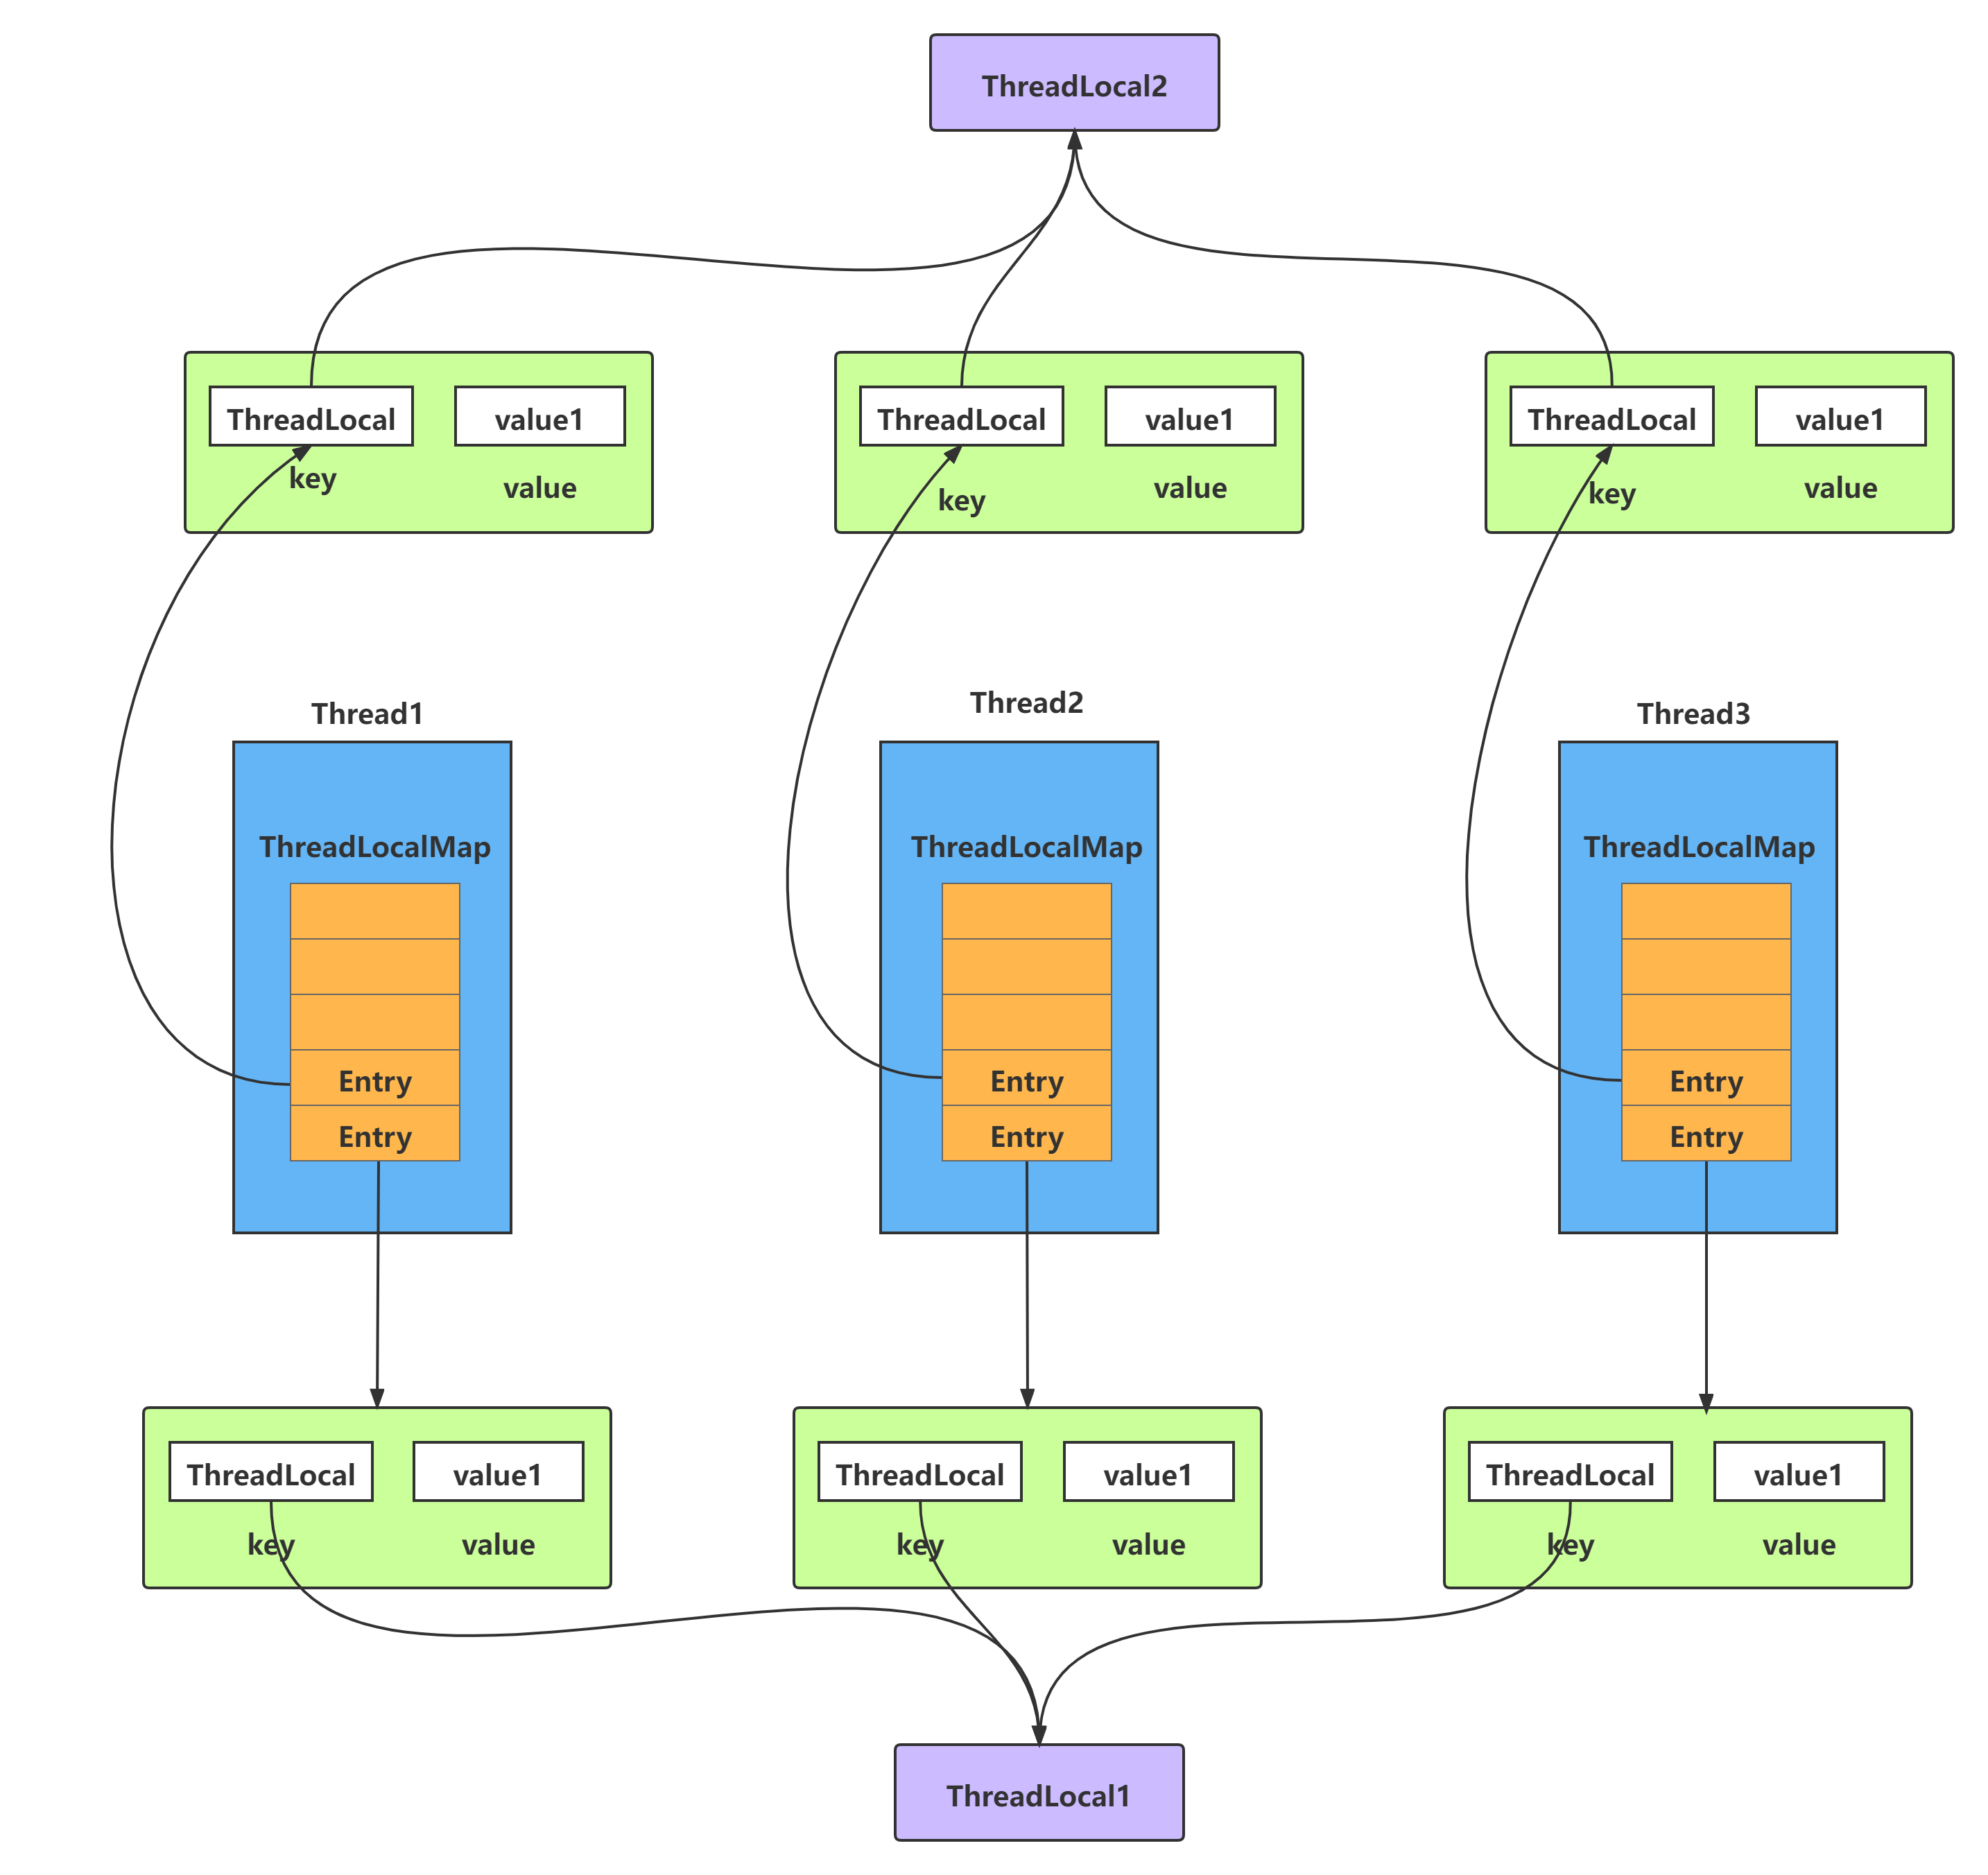 ThreadLocal2
ThreadLocal value1
key value
ThreadLocal value1
key value
ThreadLocal value1
key value
Thread1
Thread2
Thread3
ThreadLocalMap
Entry
Entry
ThreadLocalMap
Entry
Entry
ThreadLocalMap
Entry
Entry
ThreadLocal value1
key value
ThreadLocal value1
key value
ThreadLocal value1
key value
ThreadLocal1